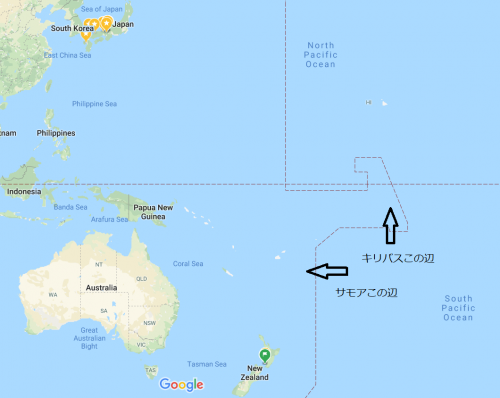 Sea of Japan
South Korea
Japan
East China Sea
North
Pacific
Ocean
Philippine Sea
tnam
Philippines
HI
Indonesia
Banda Sea
Papua New
Guinea
Arafura Sea
キリバスこの辺
NT
Coral Sea
サモアこの辺
QLD
WA
Australia
South
Pacific
Ocean
SA
NSW
Great
Australian
Bight
VIC
TAS
Tasman Sea
New
Zealand
Google